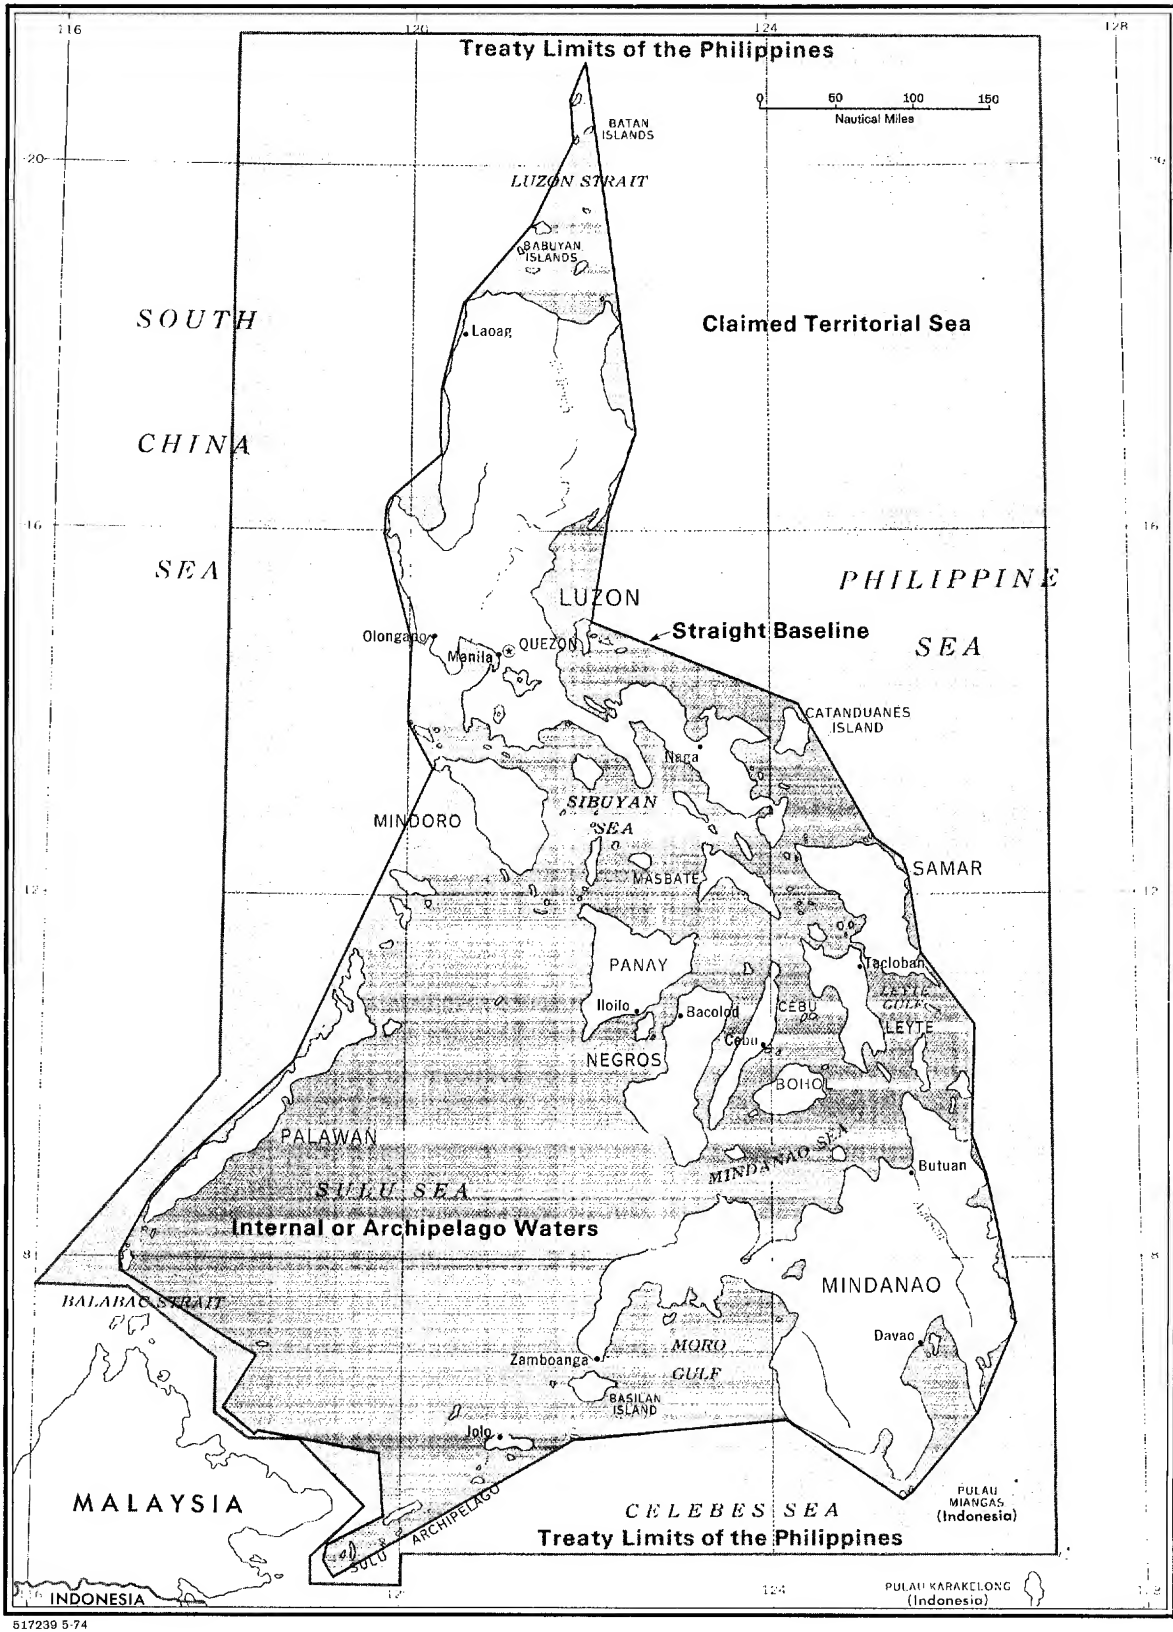 116
120
124
128
Treaty Limits of the Philippines
0 50 100 150
Nautical Miles
BATAN
ISLANDS
20
LUZON STRAIT
BABUYAN
ISLANDS
SOUTH
Laoag
Claimed Territorial Sea
CHINA
16
16
SEA
PHILIPPINE
LUZON
Straight Baseline
SEA
Olongapo
QUEZON
Manila
CATANDUANES
ISLAND
Naga
SIBUYAN
SEA
MINDORO
SAMAR
MASBATE
12
12
PANAY
Tacloban
LEYTE
GULF
Iloilo
Bacolod
CEBU
LEYTE
Cebu
NEGROS
BOHOL
PALAWAN
MINDANAO SEA
Butuan
SULU SEA
Internal or Archipelago Waters
8
8
MINDANAO
BALABAC STRAIT
Davao
MORO
GULF
Zamboanga
BASILAN
ISLAND
Jolo
MALAYSIA
SULU ARCHIPELAGO
CELEBES SEA
PULAU
MIANGAS
(Indonesia)
Treaty Limits of the Philippines
INDONESIA
124
PULAU KARAKELONG
(Indonesia)
517239 5-74